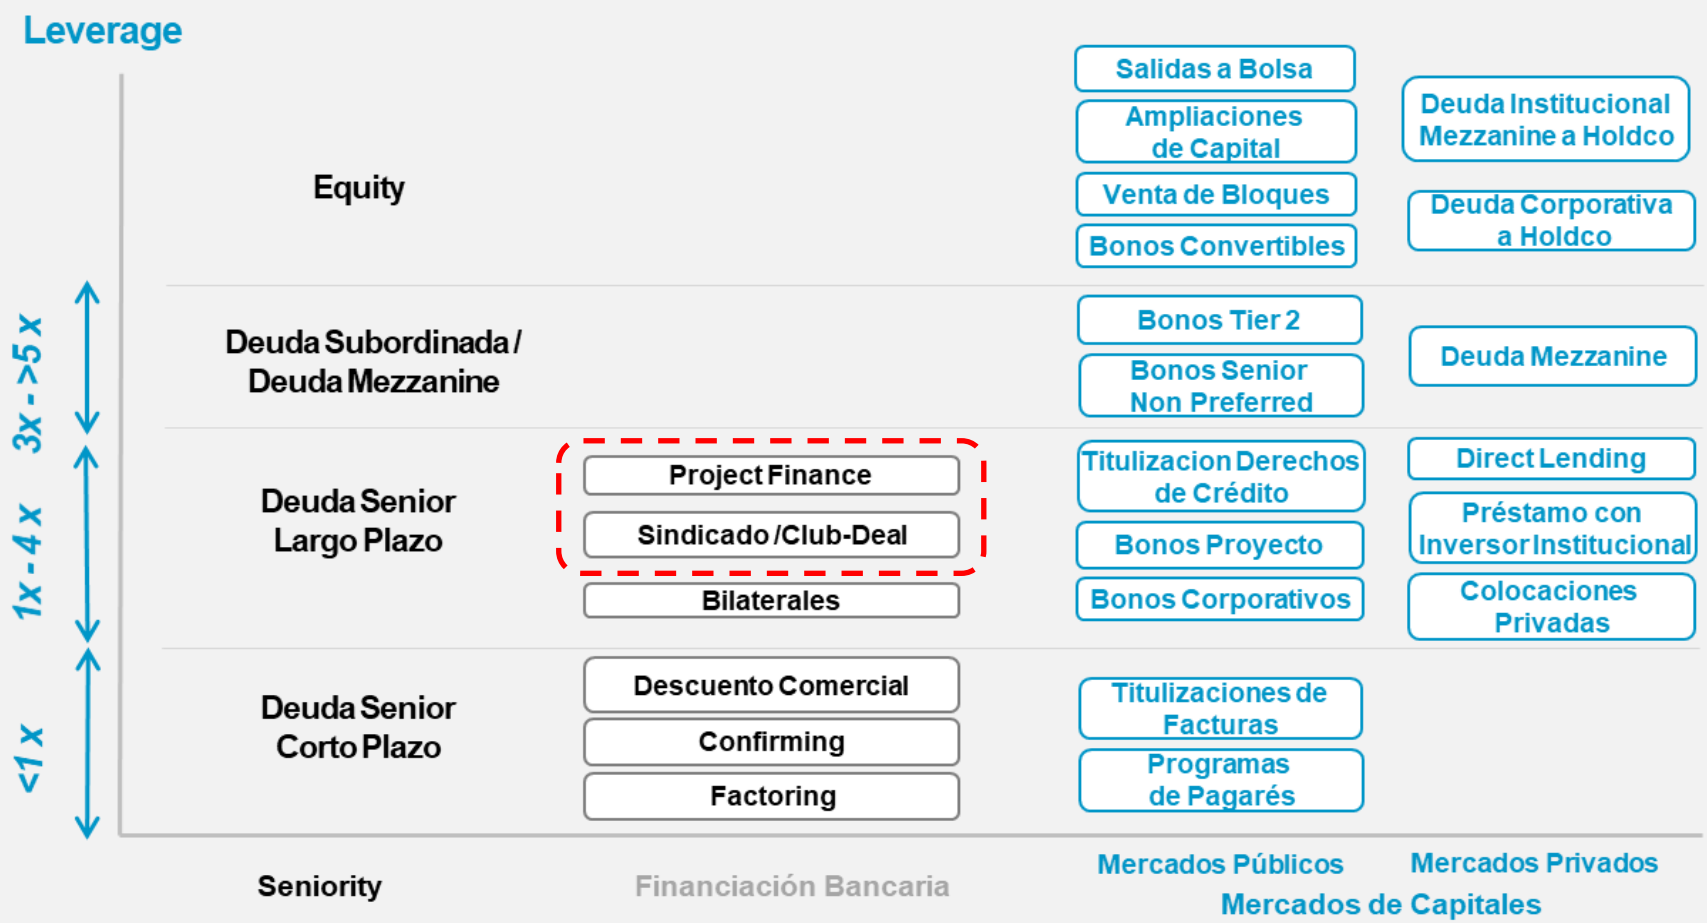 Leverage
Salidas a Bolsa
Ampliaciones
de Capital
Venta de Bloques
Bonos Convertibles
Deuda Institucional
Mezzanine a Holdco
Deuda Corporativa
a Holdco
Equity
3x - >5 x
Deuda Subordinada /
Deuda Mezzanine
Bonos Tier 2
Bonos Senior
Non Preferred
Deuda Mezzanine
1x - 4 x
Deuda Senior
Largo Plazo
Project Finance
Sindicado /Club-Deal
Bilaterales
Titulizacion Derechos
de Crédito
Bonos Proyecto
Bonos Corporativos
Direct Lending
Préstamo con
Inversor Institucional
Colocaciones
Privadas
<1 x
Deuda Senior
Corto Plazo
Descuento Comercial
Confirming
Factoring
Titulizaciones de
Facturas
Programas
de Pagarés
Seniority
Financiación Bancaria
Mercados Públicos
Mercados Privados
Mercados de Capitales